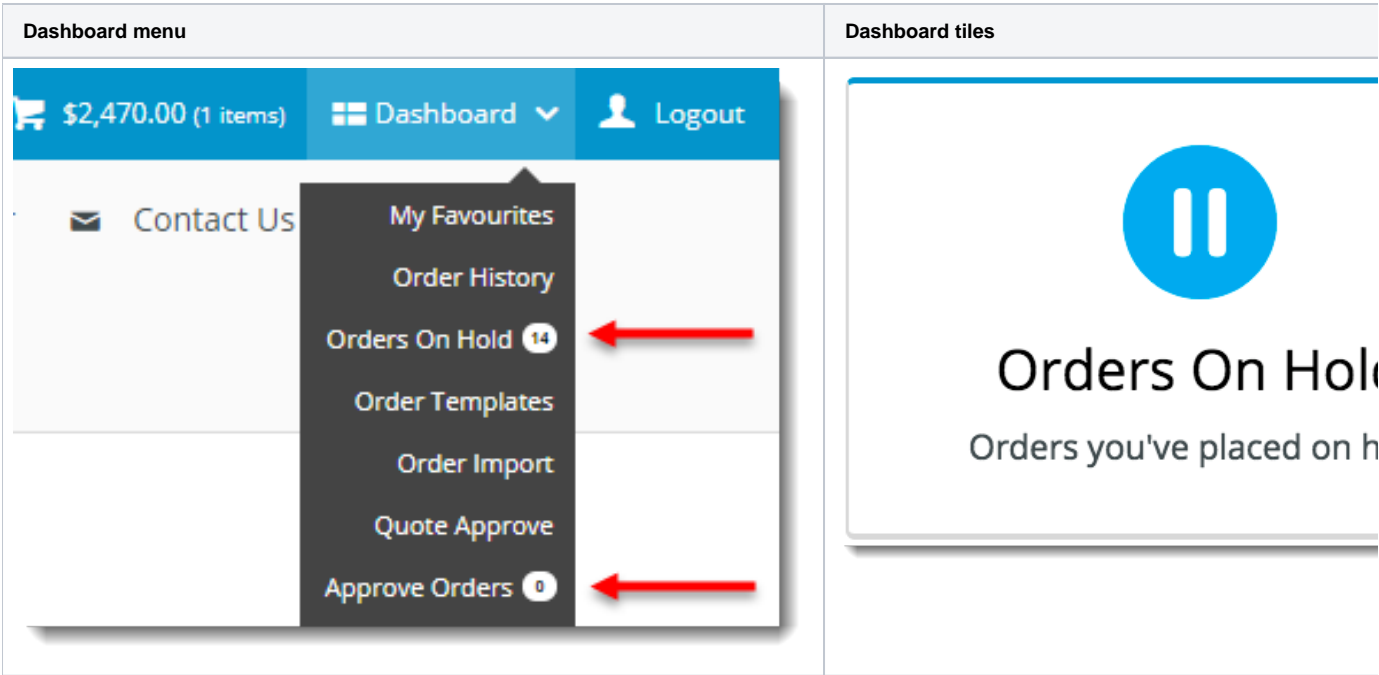 Dashboard menu
Dashboard tiles
$2,470.00 (1 items) Dashboard Logout
Contact Us
My Favourites
Order History
Orders On Hold 14
Order Templates
Order Import
Quote Approve
Approve Orders 0
Orders On Hol
Orders you've placed on h